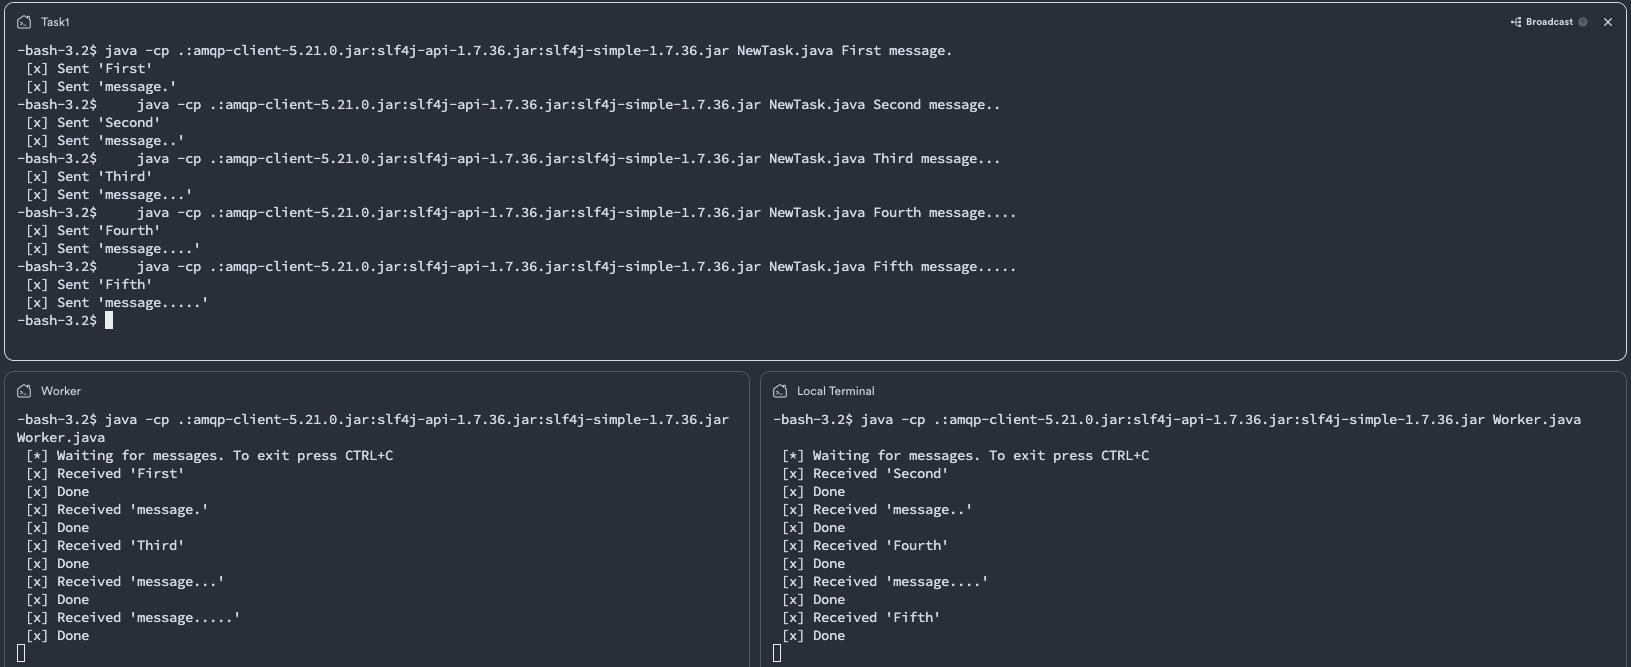 Task1
Broadcast
-bash-3.2$ java -cp .:amqp-client-5.21.0.jar:slf4j-api-1.7.36.jar:slf4j-simple-1.7.36.jar NewTask.java First message.
[x] Sent 'First'
[x] Sent 'message.'
-bash-3.2$     java -cp .:amqp-client-5.21.0.jar:slf4j-api-1.7.36.jar:slf4j-simple-1.7.36.jar NewTask.java Second message..
[x] Sent 'Second'
[x] Sent 'message..'
-bash-3.2$     java -cp .:amqp-client-5.21.0.jar:slf4j-api-1.7.36.jar:slf4j-simple-1.7.36.jar NewTask.java Third message...
[x] Sent 'Third'
[x] Sent 'message...'
-bash-3.2$     java -cp .:amqp-client-5.21.0.jar:slf4j-api-1.7.36.jar:slf4j-simple-1.7.36.jar NewTask.java Fourth message....
[x] Sent 'Fourth'
[x] Sent 'message....'
-bash-3.2$     java -cp .:amqp-client-5.21.0.jar:slf4j-api-1.7.36.jar:slf4j-simple-1.7.36.jar NewTask.java Fifth message.....
[x] Sent 'Fifth'
[x] Sent 'message.....'
-bash-3.2$
Worker
-bash-3.2$ java -cp .:amqp-client-5.21.0.jar:slf4j-api-1.7.36.jar:slf4j-simple-1.7.36.jar
Worker.java
[*] Waiting for messages. To exit press CTRL+C
[x] Received 'First'
[x] Done
[x] Received 'message.'
[x] Done
[x] Received 'Third'
[x] Done
[x] Received 'message...'
[x] Done
[x] Received 'message.....'
[x] Done
Local Terminal
-bash-3.2$ java -cp .:amqp-client-5.21.0.jar:slf4j-api-1.7.36.jar:slf4j-simple-1.7.36.jar Worker.java
[*] Waiting for messages. To exit press CTRL+C
[x] Received 'Second'
[x] Done
[x] Received 'message..'
[x] Done
[x] Received 'Fourth'
[x] Done
[x] Received 'message....'
[x] Done
[x] Received 'Fifth'
[x] Done